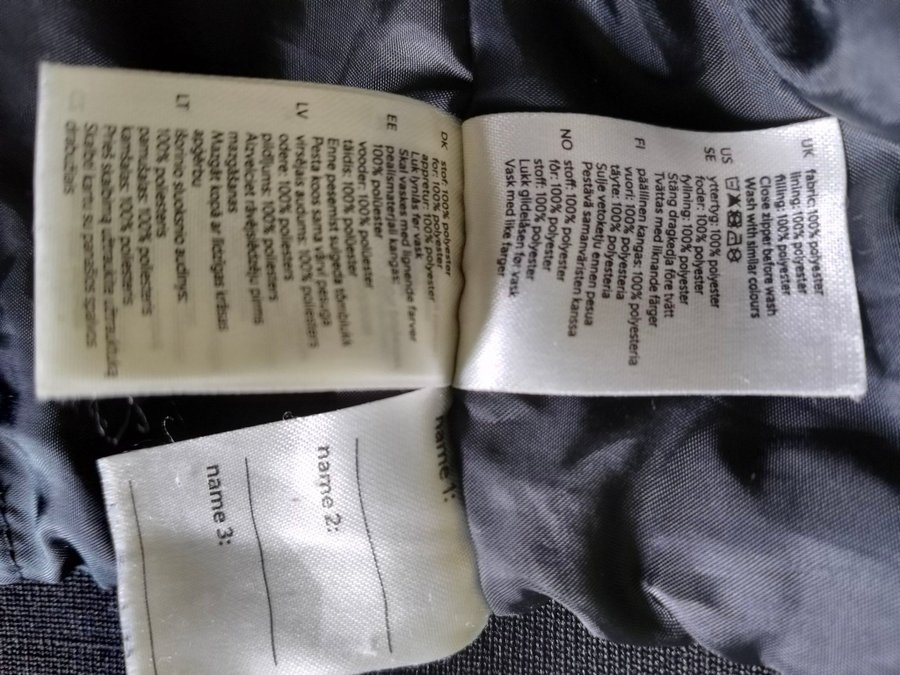 UK fabric: 100% polyester
lining: 100% polyester
filling: 100% polyester
Close zipper before wash
Wash with similar colours
US
SE yttertyg: 100% polyester
foder: 100% polyester
fyllning: 100% polyester
Stäng dragkedja före tvätt
Tvättas med liknande färger
FI päällinen kangas: 100% polyesteria
vuori: 100% polyesteria
täyte: 100% polyesteria
Sulje vetoketju ennen pesua
Pestävä samanväristen kanssa
NO stoff: 100% polyester
fôr: 100% polyester
stoff: 100% polyester
Lukk glidelåsen før vask
Vask med like farger
DK stof: 100% polyester
for: 100% polyester
appretur: 100% polyester
Luk lynlås før vask
Skal vaskes med lignende farver
EE pealismaterjali kangas:
100% polüester
vooder: 100% polüester
täidis: 100% polüester
Enne pesemist sulgeda tõmblukk
Pesta koos sama värvi pesuga
LV virsējais audums: 100% poliesters
odere: 100% poliesters
pildījums: 100% poliesters
Aizvelciet rāvējslēdzēju pirms
mazgāšanas
Mazgāt kopā ar līdzīgas krāsas
apģērbu
LT išorinio sluoksnio audinys:
100% poliesteris
pamušalas: 100% poliesteris
kamšalas: 100% poliesteris
Prieš skalbimą užtraukite užtrauktuką
Skalbti kartu su panašios spalvos
drabužiais
name 1:
name 2:
name 3: